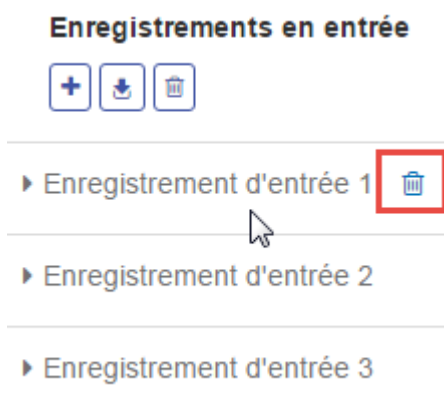 Enregistrements en entrée
Enregistrement d'entrée 1
Enregistrement d'entrée 2
Enregistrement d'entrée 3